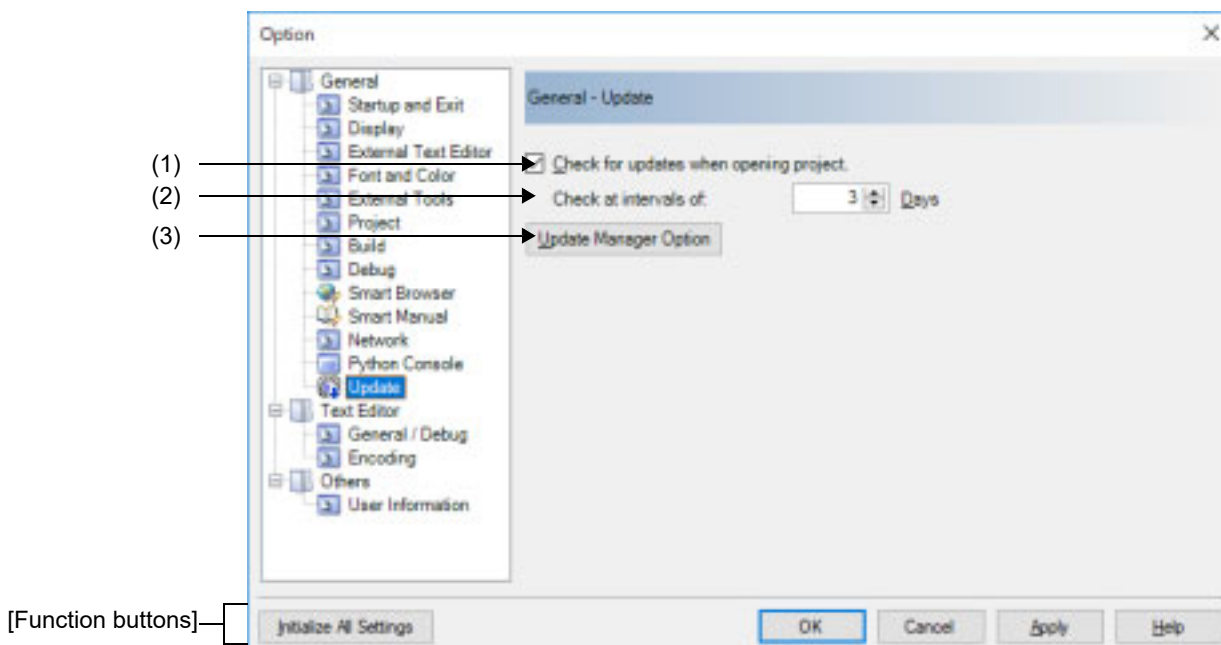 Option
General
Startup and Exit
Display
External Text Editor
Font and Color
External Tools
Project
Build
Debug
Smart Browser
Smart Manual
Network
Python Console
Update
Text Editor
General / Debug
Encoding
Others
User Information
General - Update
(1)
Check for updates when opening project.
(2)
Check at intervals of: 3 Days
(3)
Update Manager Option
[Function buttons]
Initialize All Settings OK Cancel Apply Help